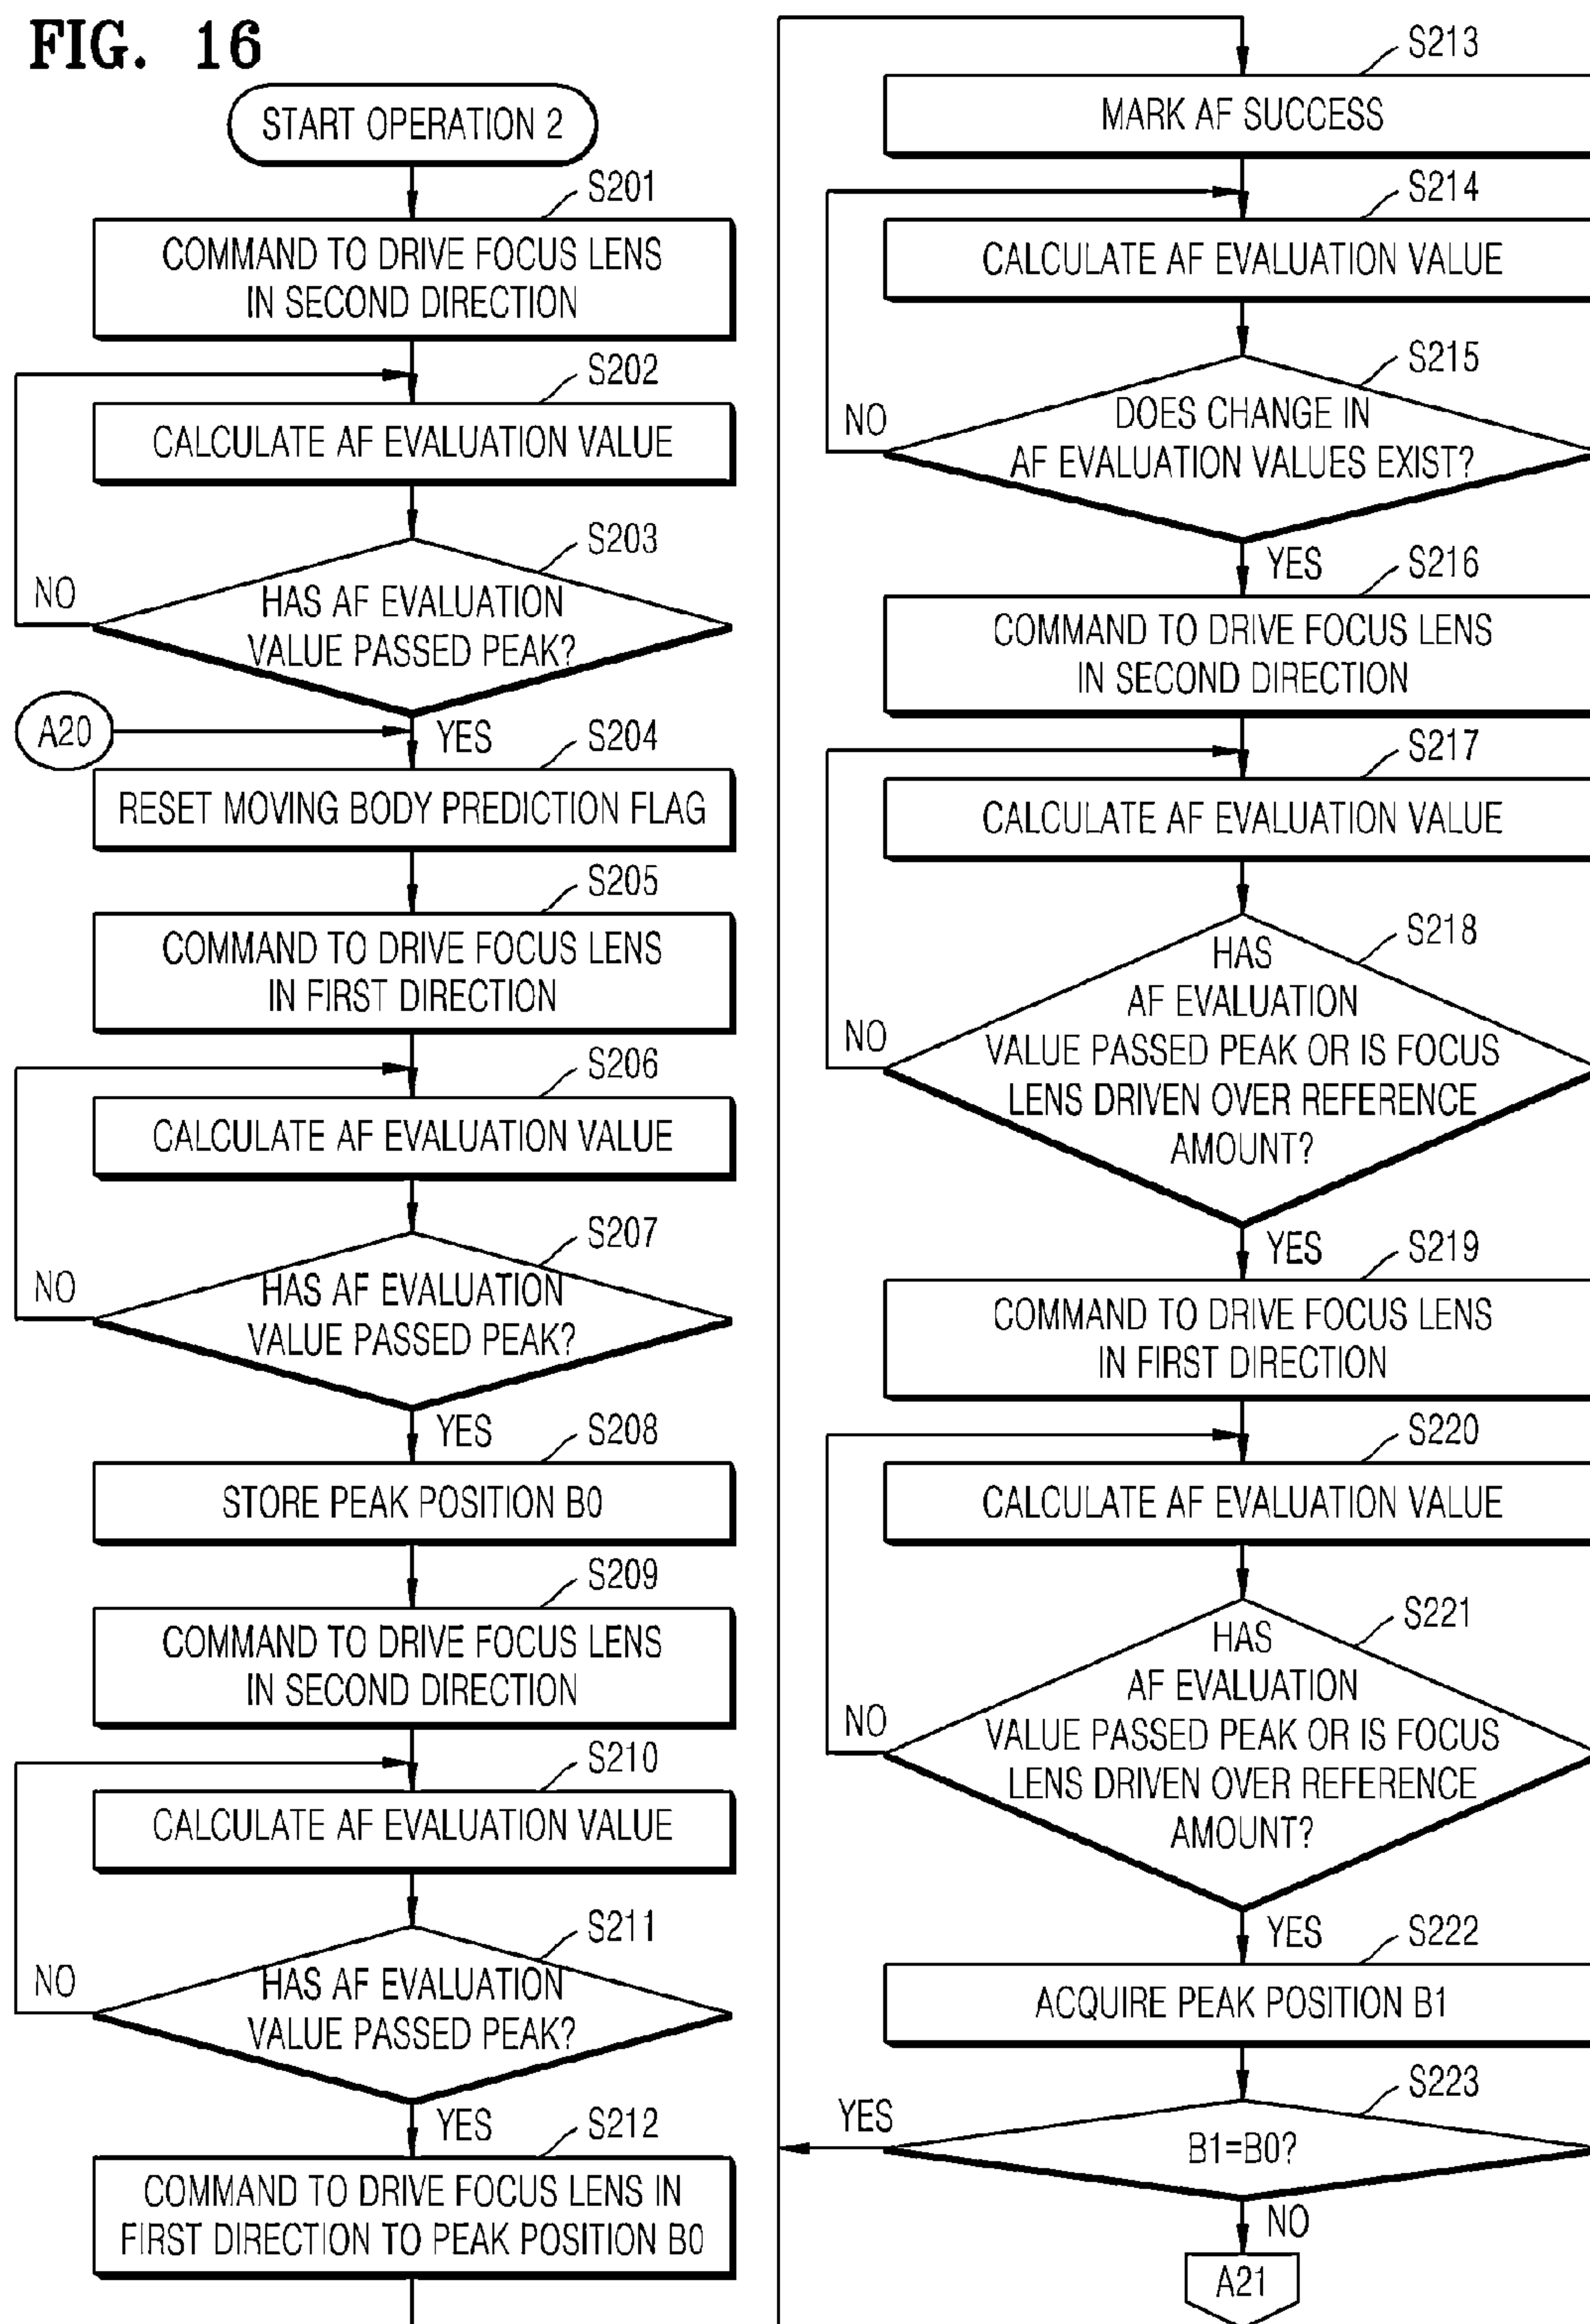 FIG. 16
START OPERATION 2
S201
COMMAND TO DRIVE FOCUS LENS
IN SECOND DIRECTION
S202
CALCULATE AF EVALUATION VALUE
S203
HAS AF EVALUATION
VALUE PASSED PEAK?
NO
YES
A20
S204
RESET MOVING BODY PREDICTION FLAG
S205
COMMAND TO DRIVE FOCUS LENS
IN FIRST DIRECTION
S206
CALCULATE AF EVALUATION VALUE
S207
HAS AF EVALUATION
VALUE PASSED PEAK?
NO
YES
S208
STORE PEAK POSITION B0
S209
COMMAND TO DRIVE FOCUS LENS
IN SECOND DIRECTION
S210
CALCULATE AF EVALUATION VALUE
S211
HAS AF EVALUATION
VALUE PASSED PEAK?
NO
YES
S212
COMMAND TO DRIVE FOCUS LENS IN
FIRST DIRECTION TO PEAK POSITION B0
S213
MARK AF SUCCESS
S214
CALCULATE AF EVALUATION VALUE
S215
DOES CHANGE IN
AF EVALUATION VALUES EXIST?
NO
YES
S216
COMMAND TO DRIVE FOCUS LENS
IN SECOND DIRECTION
S217
CALCULATE AF EVALUATION VALUE
S218
HAS
AF EVALUATION
VALUE PASSED PEAK OR IS FOCUS
LENS DRIVEN OVER REFERENCE
AMOUNT?
NO
YES
S219
COMMAND TO DRIVE FOCUS LENS
IN FIRST DIRECTION
S220
CALCULATE AF EVALUATION VALUE
S221
HAS
AF EVALUATION
VALUE PASSED PEAK OR IS FOCUS
LENS DRIVEN OVER REFERENCE
AMOUNT?
NO
YES
S222
ACQUIRE PEAK POSITION B1
S223
B1=B0?
YES
NO
A21